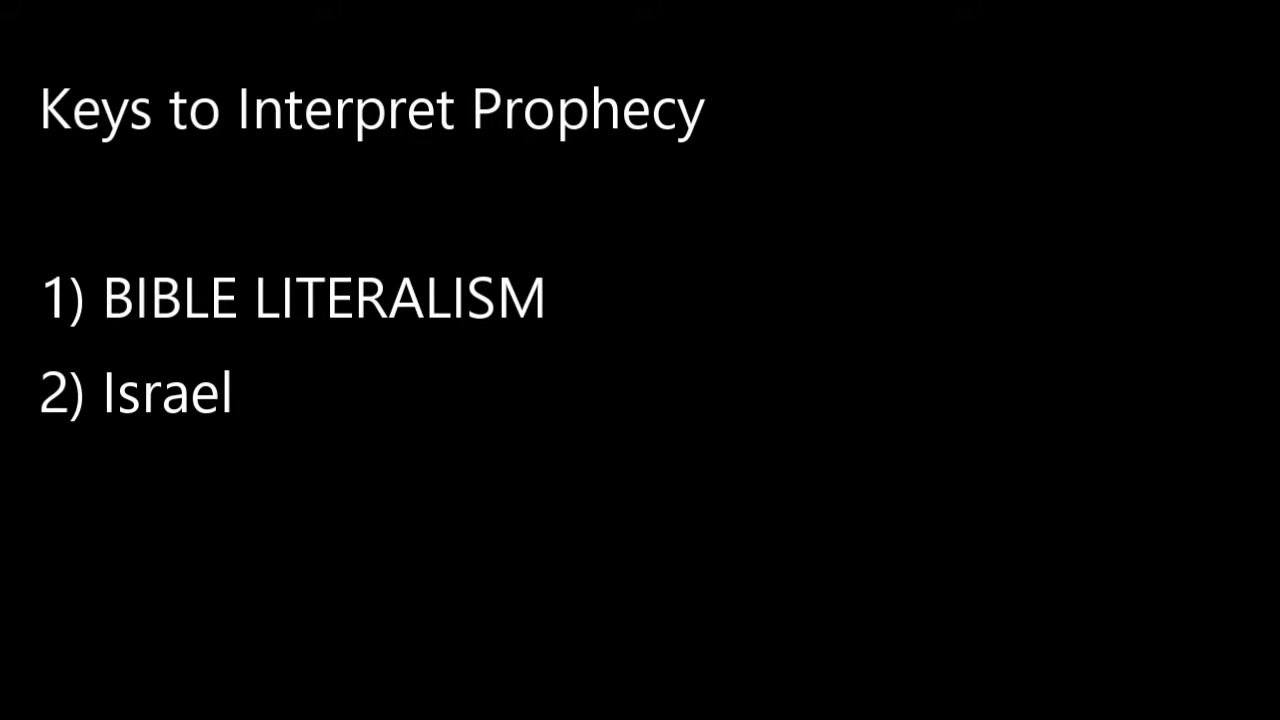 Keys to Interpret Prophecy
1) BIBLE LITERALISM
2) Israel